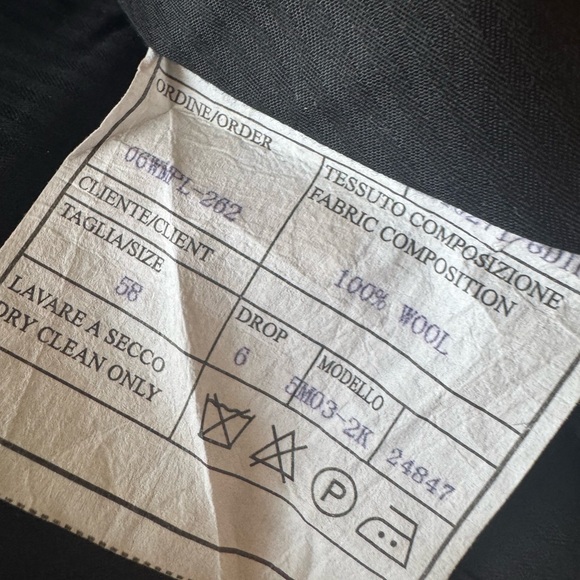 ORDINE/ORDER
OGWMPL-262
CLIENTE/CLIENT
TAGLIA/SIZE
58
LAVARE A SECCO
DRY CLEAN ONLY
TESSUTO COMPOSIZIONE
FABRIC COMPOSITION
100% WOOL
DROP
6
MODELLO
5M03-2K
24847
P